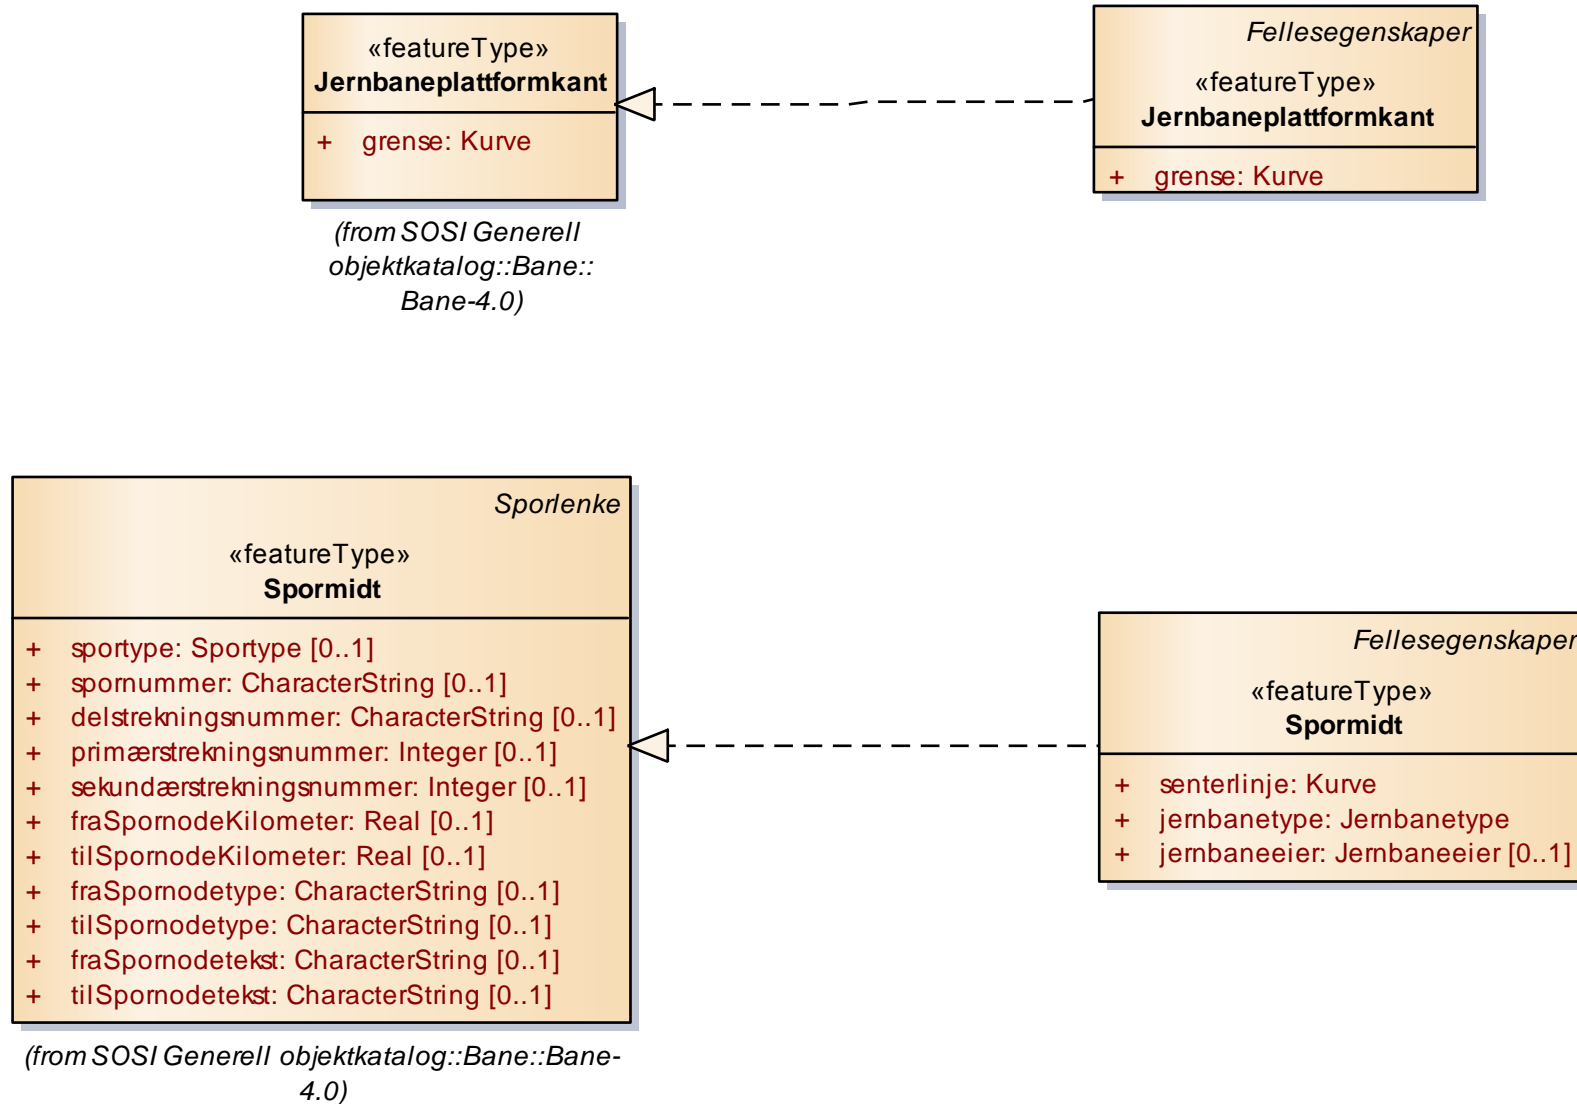 «featureType»
Jernbaneplattformkant
+ grense: Kurve
(from SOSI Generell
objektkatalog::Bane::
Bane-4.0)
Fellesegenskaper
«featureType»
Jernbaneplattformkant
+ grense: Kurve
Sporlenke
«featureType»
Spormidt
+ sportype: Sportype [0..1]
+ spornummer: CharacterString [0..1]
+ delstrekningsnummer: CharacterString [0..1]
+ primærstrekningsnummer: Integer [0..1]
+ sekundærstrekningsnummer: Integer [0..1]
+ fraSpornodeKilometer: Real [0..1]
+ tilSpornodeKilometer: Real [0..1]
+ fraSpornodetype: CharacterString [0..1]
+ tilSpornodetype: CharacterString [0..1]
+ fraSpornodetekst: CharacterString [0..1]
+ tilSpornodetekst: CharacterString [0..1]
(from SOSI Generell objektkatalog::Bane::Bane-
4.0)
Fellesegenskaper
«featureType»
Spormidt
+ senterlinje: Kurve
+ jernbanetype: Jernbanetype
+ jernbaneeier: Jernbaneeier [0..1]